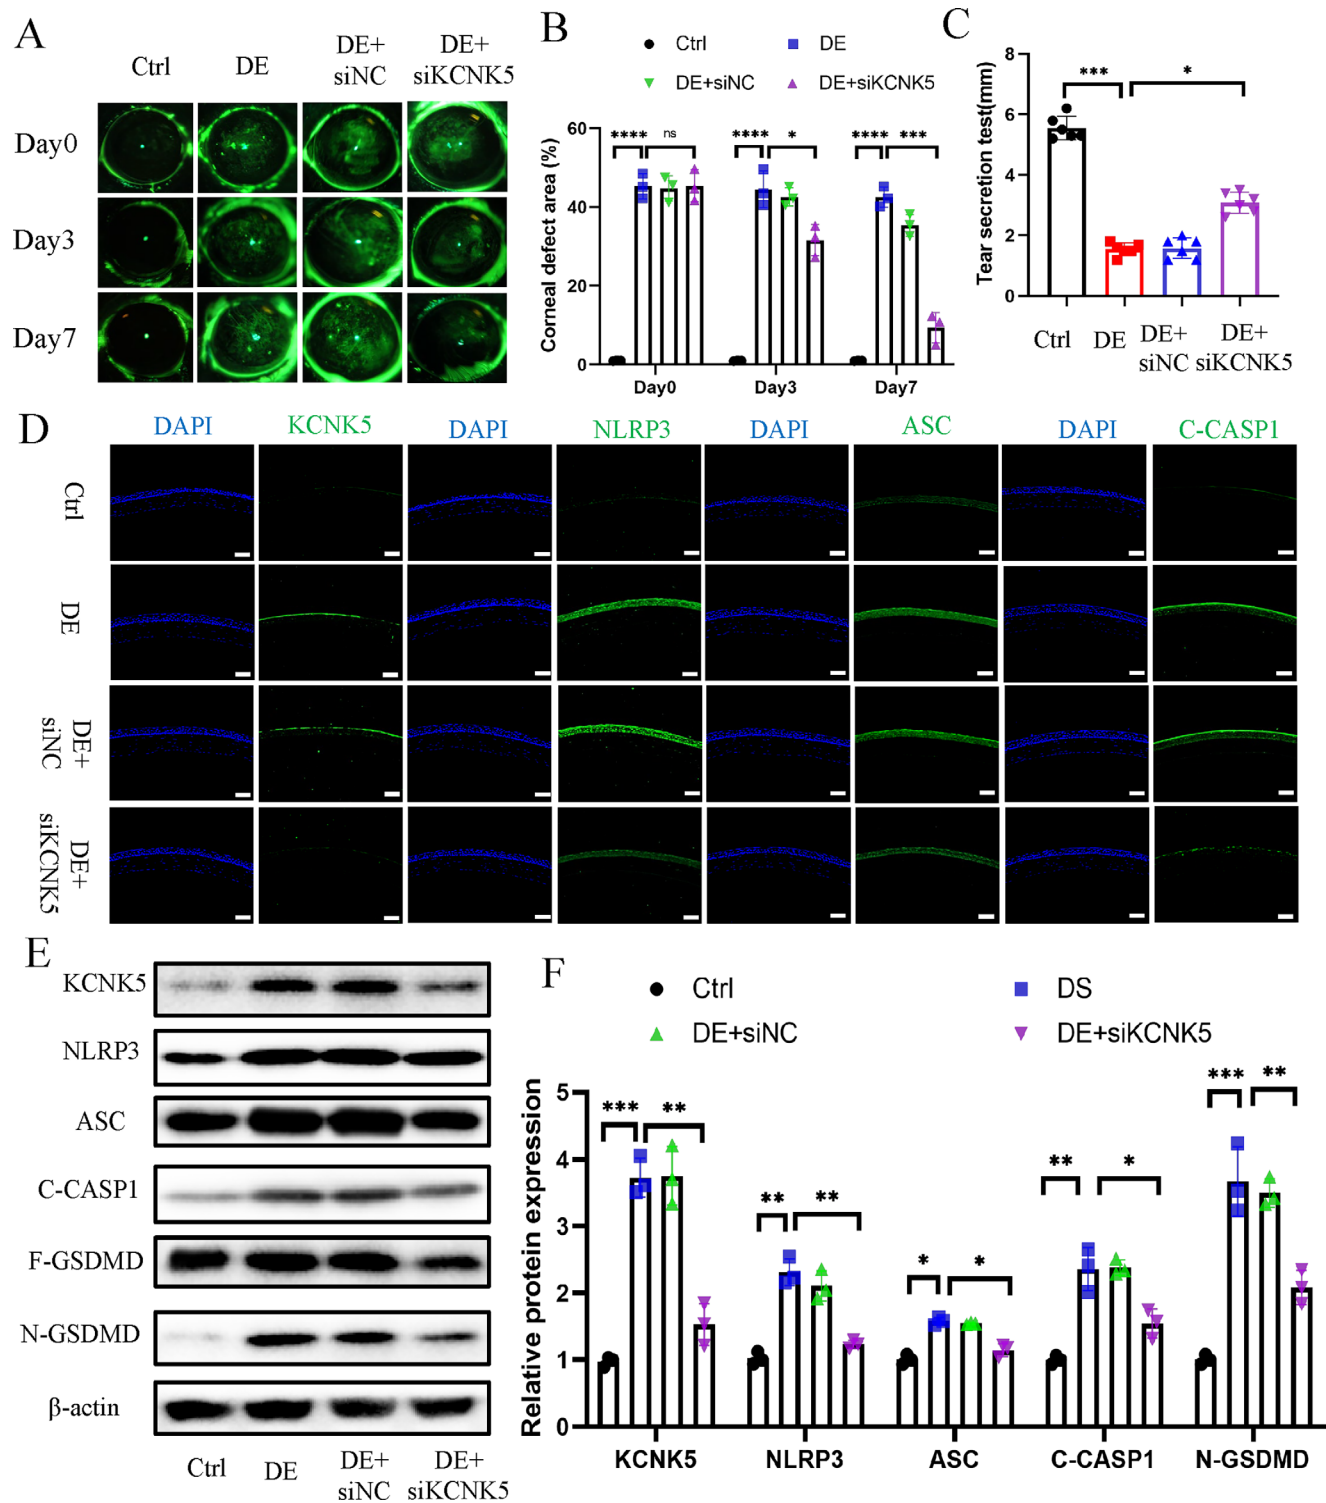 A
Ctrl
DE
DE+
siNC
DE+
siKCNK5
Day0
Day3
Day7
B
Ctrl
DE
DE+siNC
DE+siKCNK5
Corneal defect area (%)
60
40
20
0
****
ns
****
*
****
***
Day0
Day3
Day7
C
Tear secretion test(mm)
8
6
4
2
0
***
*
Ctrl
DE
DE+
siNC
DE+
siKCNK5
D
DAPI
KCNK5
DAPI
NLRP3
DAPI
ASC
DAPI
C-CASP1
Ctrl
DE
DE+
siNC
DE+
siKCNK5
E
KCNK5
NLRP3
ASC
C-CASP1
F-GSDMD
N-GSDMD
β-actin
Ctrl
DE
DE+
siNC
DE+
siKCNK5
F
Ctrl
DS
DE+siNC
DE+siKCNK5
Relative protein expression
5
4
3
2
1
0
***
**
**
**
*
*
**
*
***
**
KCNK5
NLRP3
ASC
C-CASP1
N-GSDMD